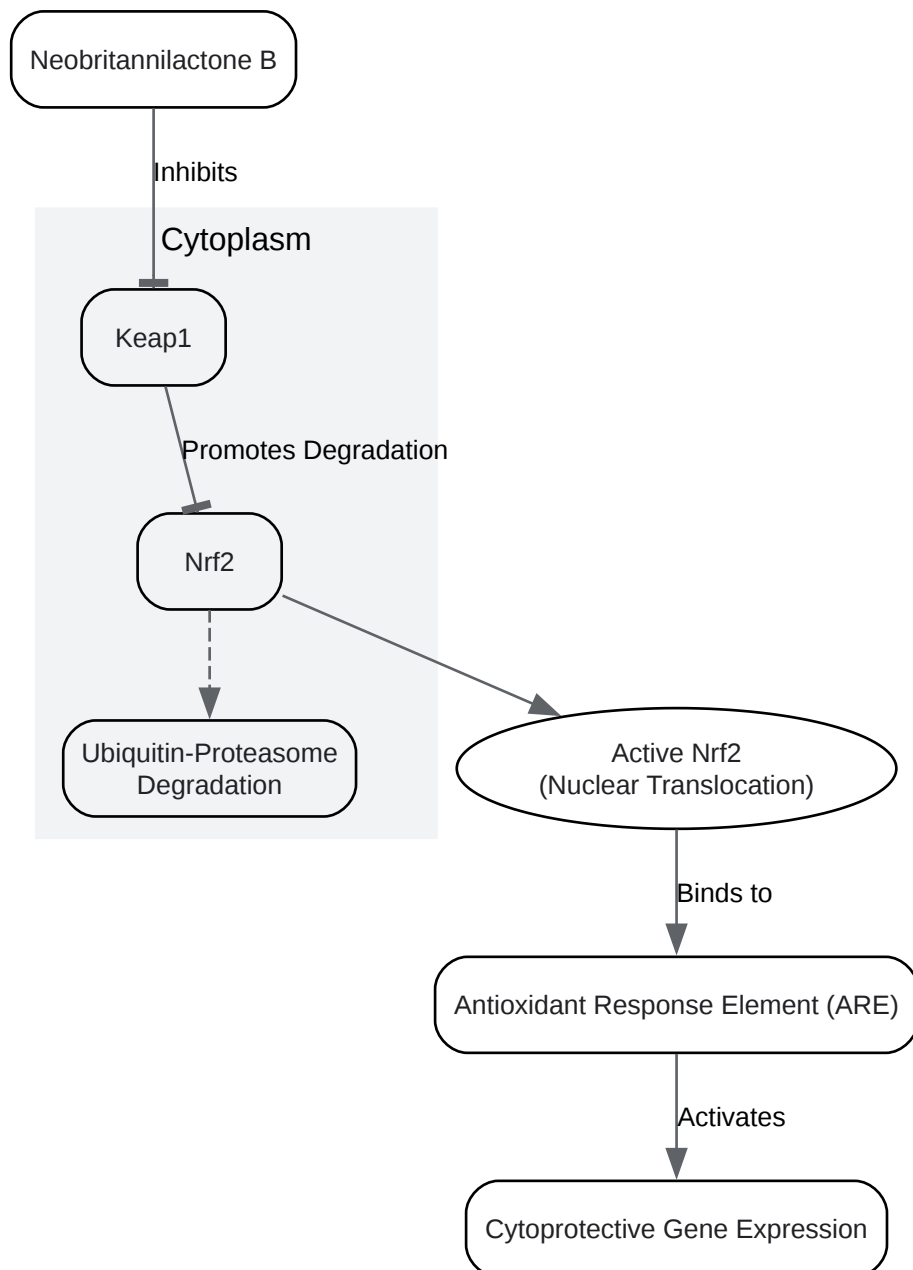 Neobritannilactone B
Inhibits
Cytoplasm
Keap1
Promotes Degradation
Nrf2
Ubiquitin-Proteasome
Degradation
Active Nrf2
(Nuclear Translocation)
Binds to
Antioxidant Response Element (ARE)
Activates
Cytoprotective Gene Expression